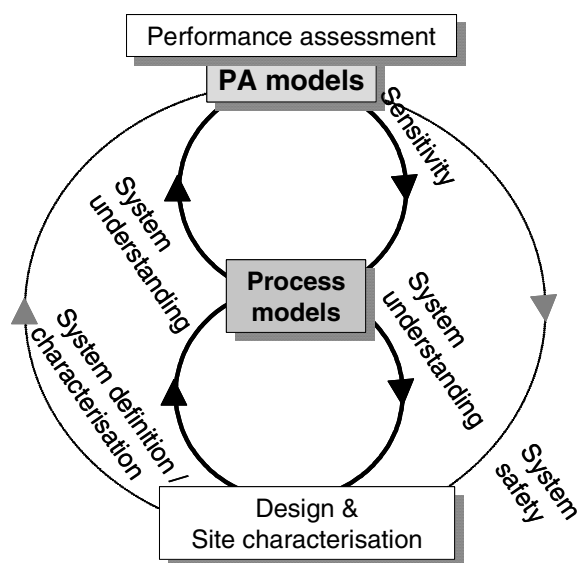 Performance assessment
PA models
Sensitivity
System
understanding
Process
models
System
understanding
System definition /
characterisation
System
safety
Design &
Site characterisation